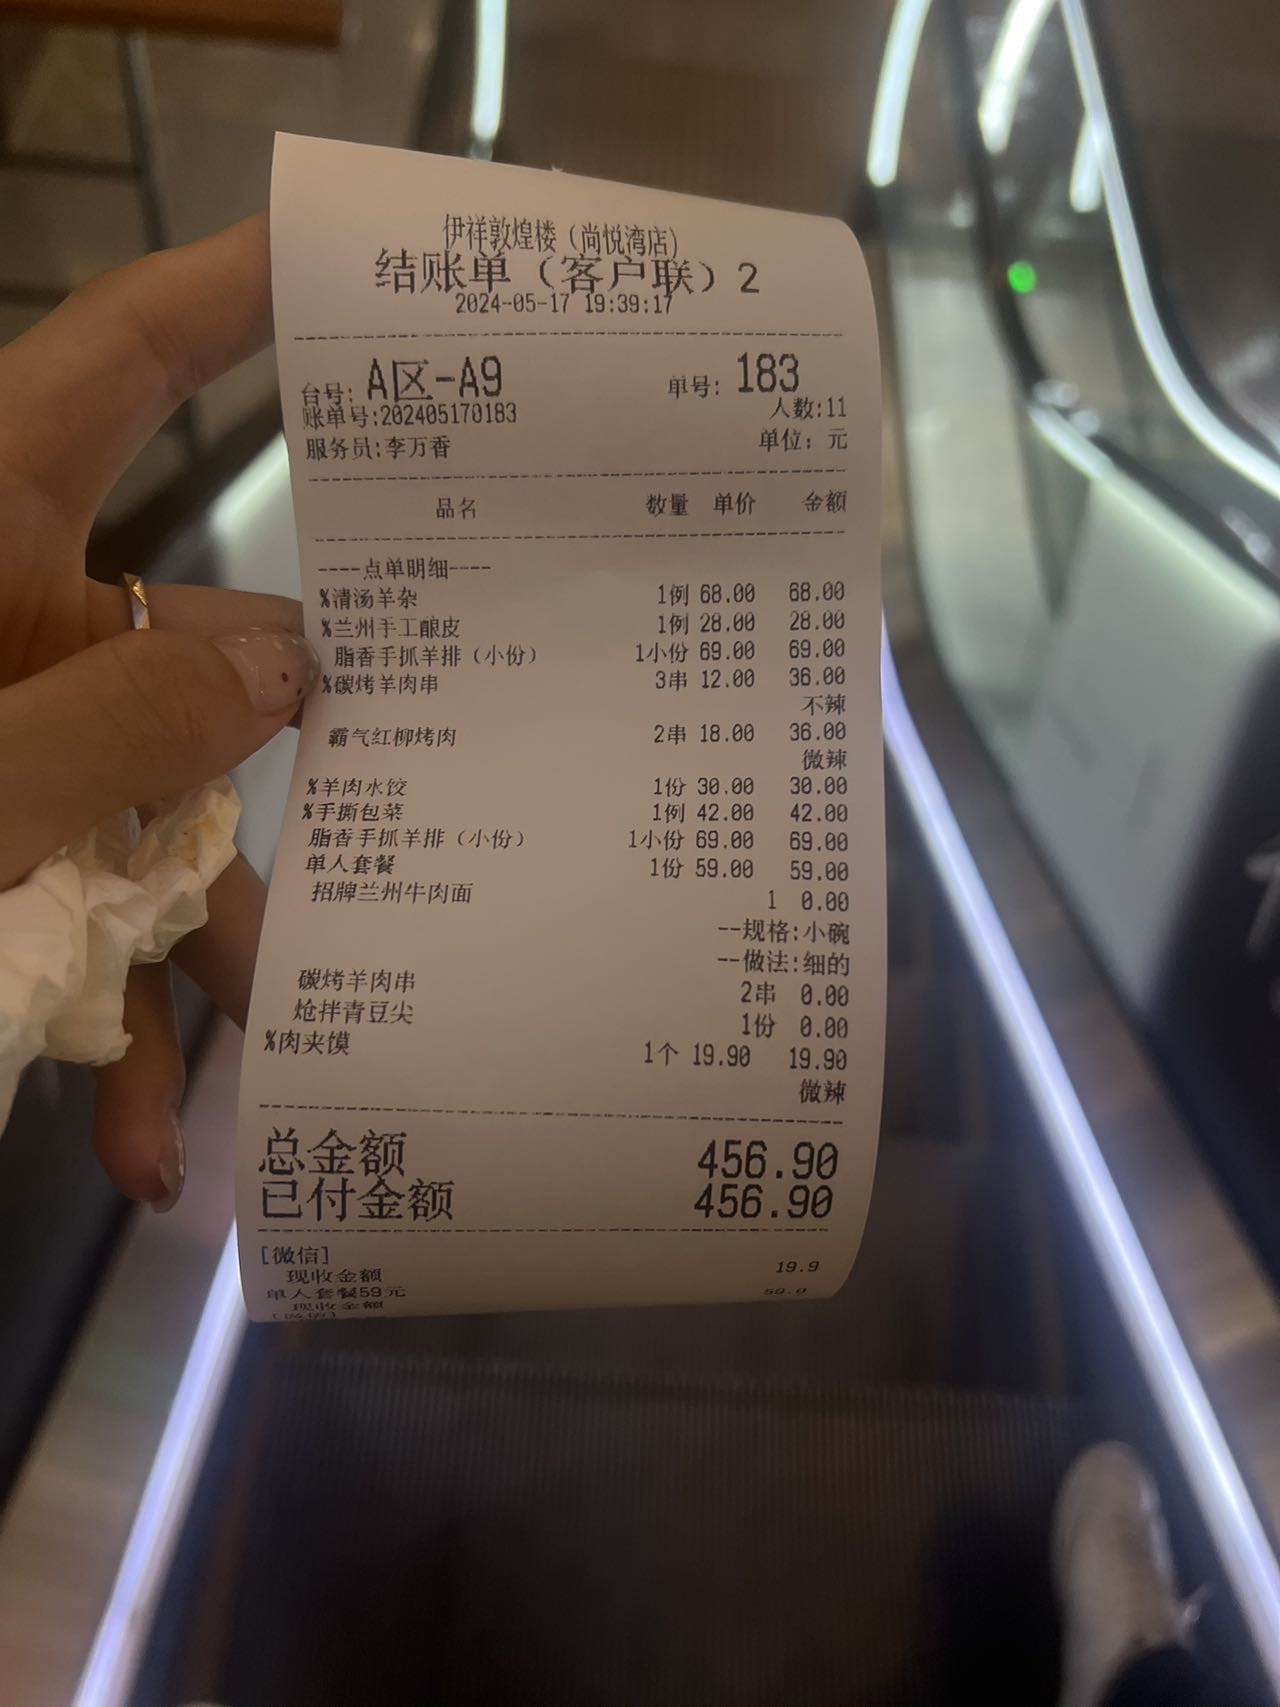 伊祥敦煌楼（尚悦湾店）
结账单（客户联）2
2024-05-17 19:39:17
台号: A区-A9 单号: 183
账单号:202405170183 人数:11
服务员:李万香 单位: 元
品名 数量 单价 金额
----点单明细----
%清汤羊杂 1例 68.00 68.00
%兰州手工酿皮 1例 28.00 28.00
脂香手抓羊排（小份） 1小份 69.00 69.00
%碳烤羊肉串 3串 12.00 36.00
不辣
霸气红柳烤肉 2串 18.00 36.00
微辣
%羊肉水饺 1份 30.00 30.00
%手撕包菜 1例 42.00 42.00
脂香手抓羊排（小份） 1小份 69.00 69.00
单人套餐 1份 59.00 59.00
招牌兰州牛肉面 1 0.00
--规格:小碗
--做法:细的
碳烤羊肉串 2串 0.00
炝拌青豆尖 1份 0.00
%肉夹馍 1个 19.90 19.90
微辣
总金额 456.90
已付金额 456.90
[微信]
现收金额 19.9
单人套餐59元
现收金额 59.0
[微信]